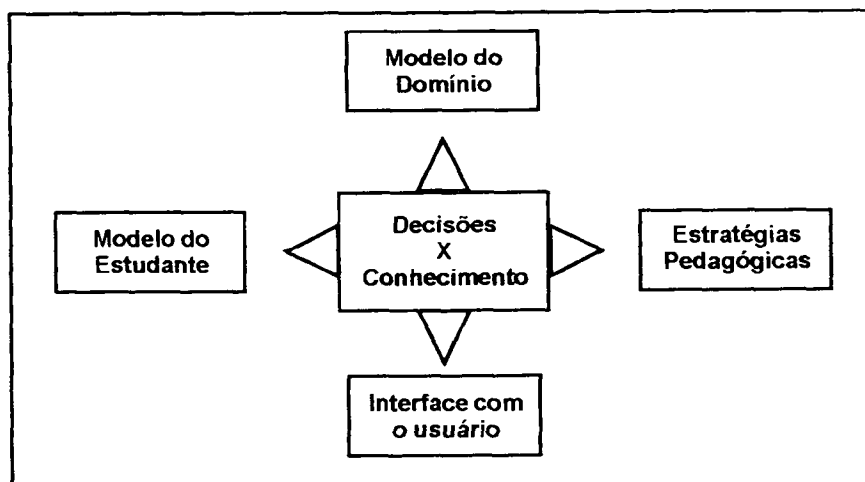 Modelo do
Domínio
Modelo do
Estudante
Decisões
X
Conhecimento
Estratégias
Pedagógicas
Interface com
o usuário